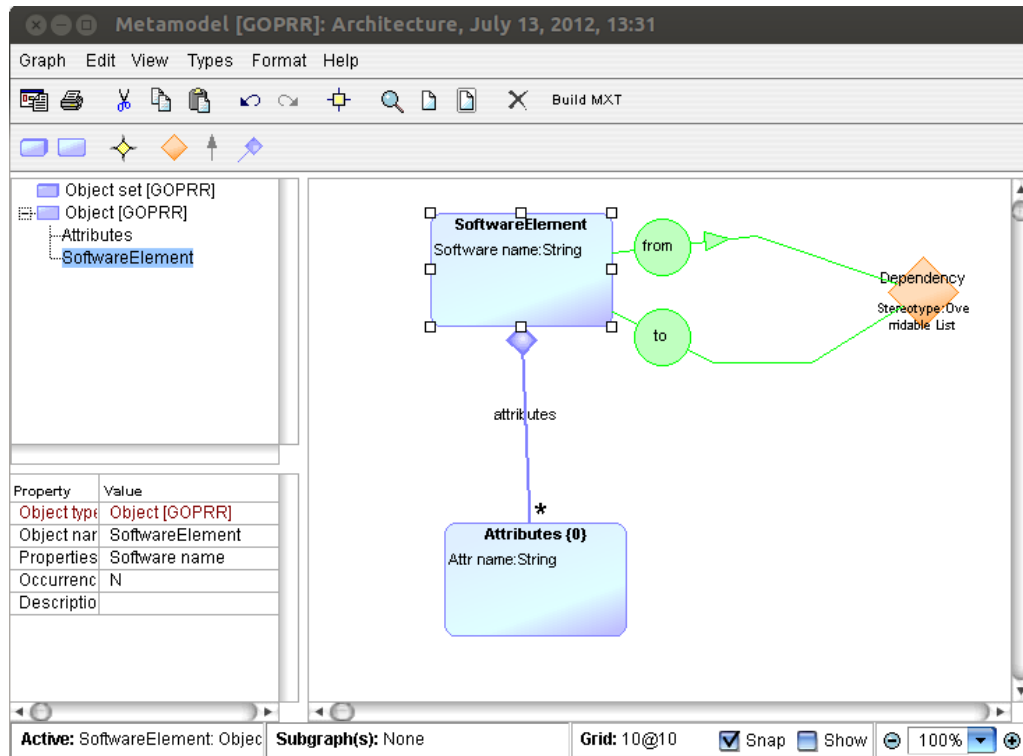 Metamodel [GOPRR]: Architecture, July 13, 2012, 13:31
Graph Edit View Types Format Help
Build MXT
Object set [GOPRR]
Object [GOPRR]
Attributes
SoftwareElement
SoftwareElement
Software name:String
from
to
Dependency
Stereotype:Ove
rridable List
attributes
*
Attributes {0}
Attr name:String
Property Value
Object type Object [GOPRR]
Object nar SoftwareElement
Properties Software name
Occurrenc N
Descriptio
Active: SoftwareElement: Objec Subgraph(s): None Grid: 10@10 Snap Show 100%